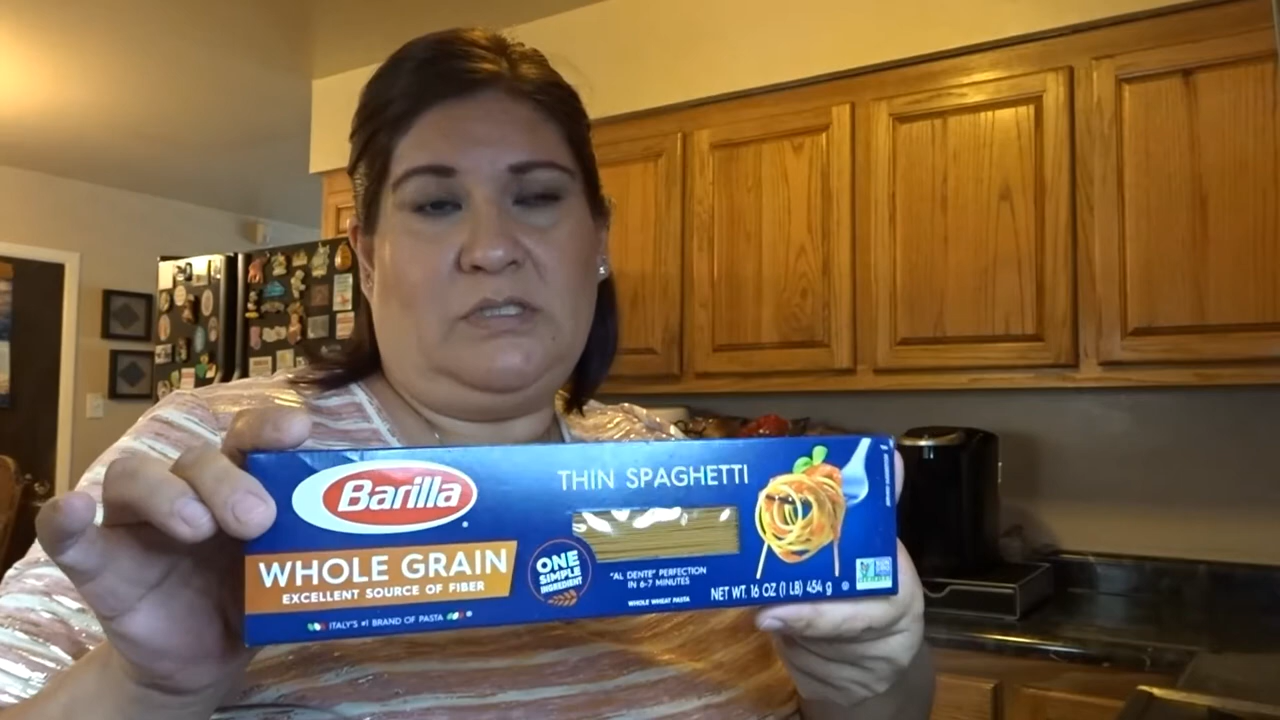 Barilla
WHOLE GRAIN
EXCELLENT SOURCE OF FIBER
ITALY'S #1 BRAND OF PASTA
THIN SPAGHETTI
ONE
SIMPLE
INGREDIENT
"AL DENTE" PERFECTION
IN 6-7 MINUTES
WHOLE WHEAT PASTA
NET WT. 16 OZ (1 LB) 454 g